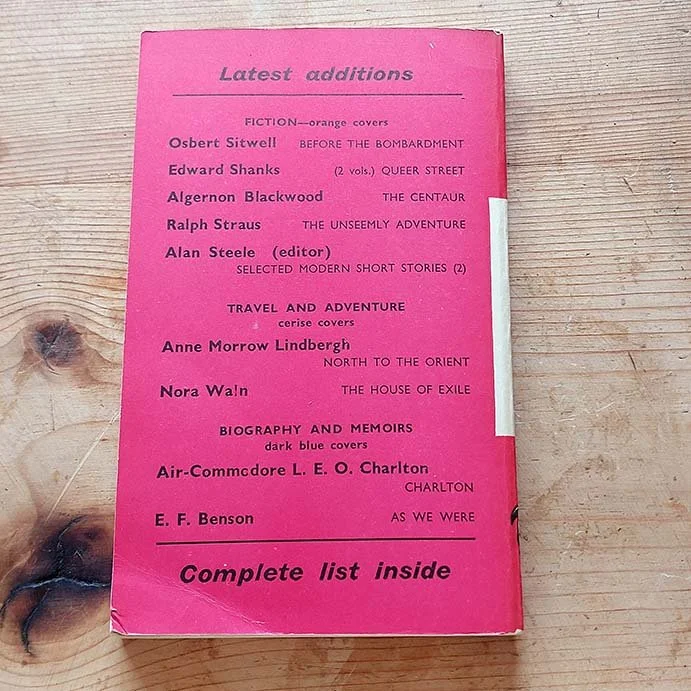 Latest additions
FICTION—orange covers
Osbert Sitwell BEFORE THE BOMBARDMENT
Edward Shanks (2 vols.) QUEER STREET
Algernon Blackwood THE CENTAUR
Ralph Straus THE UNSEEMLY ADVENTURE
Alan Steele (editor)
SELECTED MODERN SHORT STORIES (2)
TRAVEL AND ADVENTURE
cerise covers
Anne Morrow Lindbergh
NORTH TO THE ORIENT
Nora Waln THE HOUSE OF EXILE
BIOGRAPHY AND MEMOIRS
dark blue covers
Air-Commodore L. E. O. Charlton
CHARLTON
E. F. Benson AS WE WERE
Complete list inside